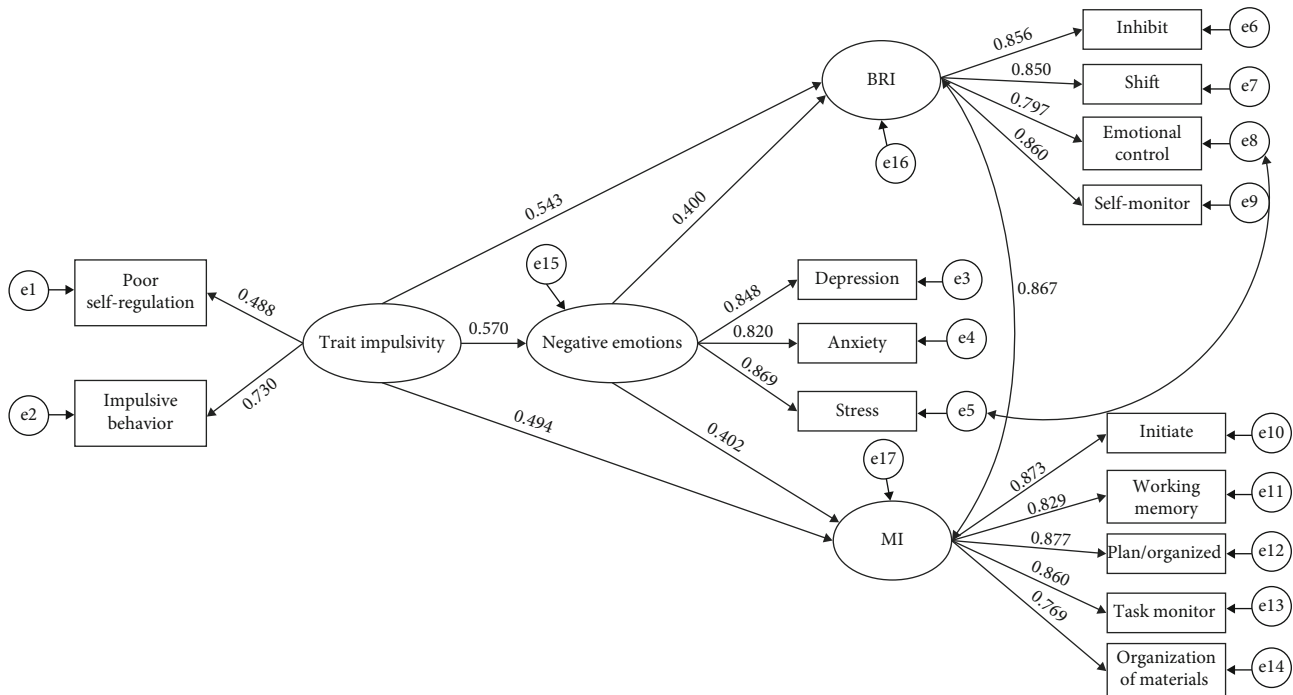 Inhibit
e6
0.856
BRI
0.850
Shift
e7
0.797
Emotional
control
e8
0.860
e16
Self-monitor
e9
0.543
0.400
e15
Poor
self-regulation
e1
Depression
e3
0.848
0.867
0.488
Trait impulsivity
0.570
Negative emotions
0.820
Anxiety
e4
0.869
0.730
Impulsive
behavior
e2
Stress
e5
0.494
0.402
Initiate
e10
e17
0.873
Working
memory
e11
0.829
MI
0.877
Plan/organized
e12
0.860
Task monitor
e13
0.769
Organization
of materials
e14